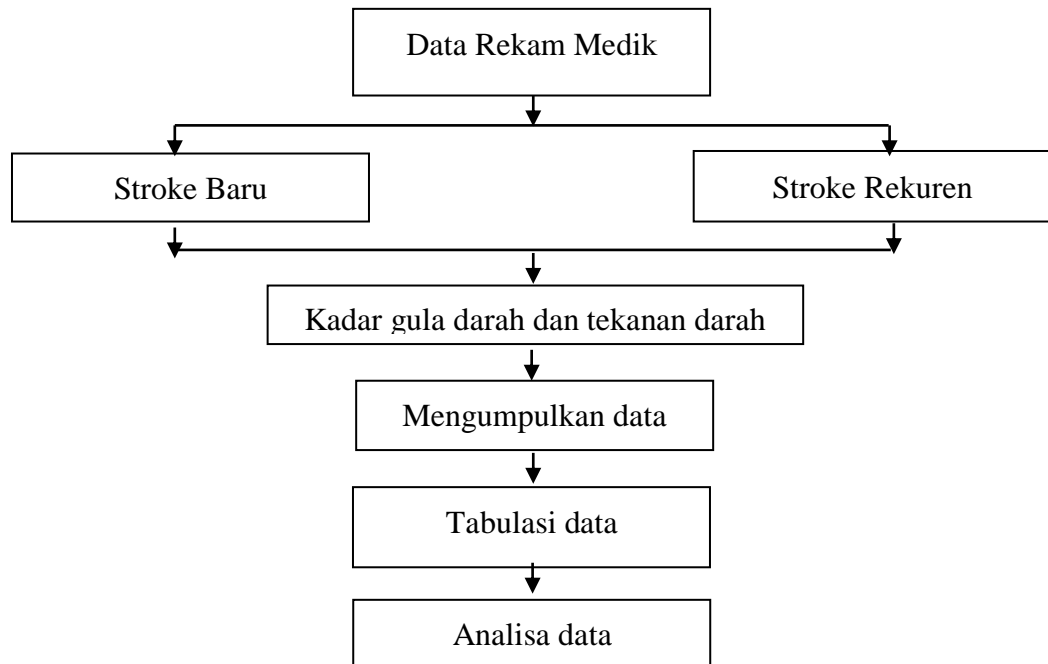 Data Rekam Medik
Stroke Baru
Stroke Rekuren
Kadar gula darah dan tekanan darah
Mengumpulkan data
Tabulasi data
Analisa data